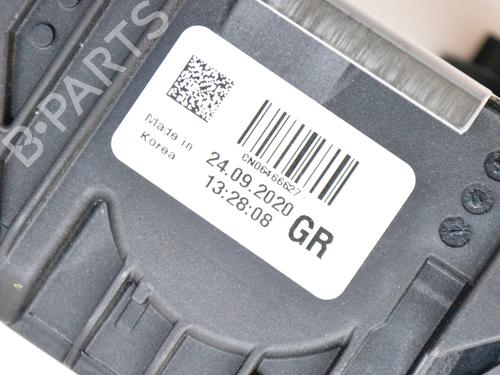 B-PARTS
Made in
Korea
CN06466627
24.09.2020
13:28:08
GR